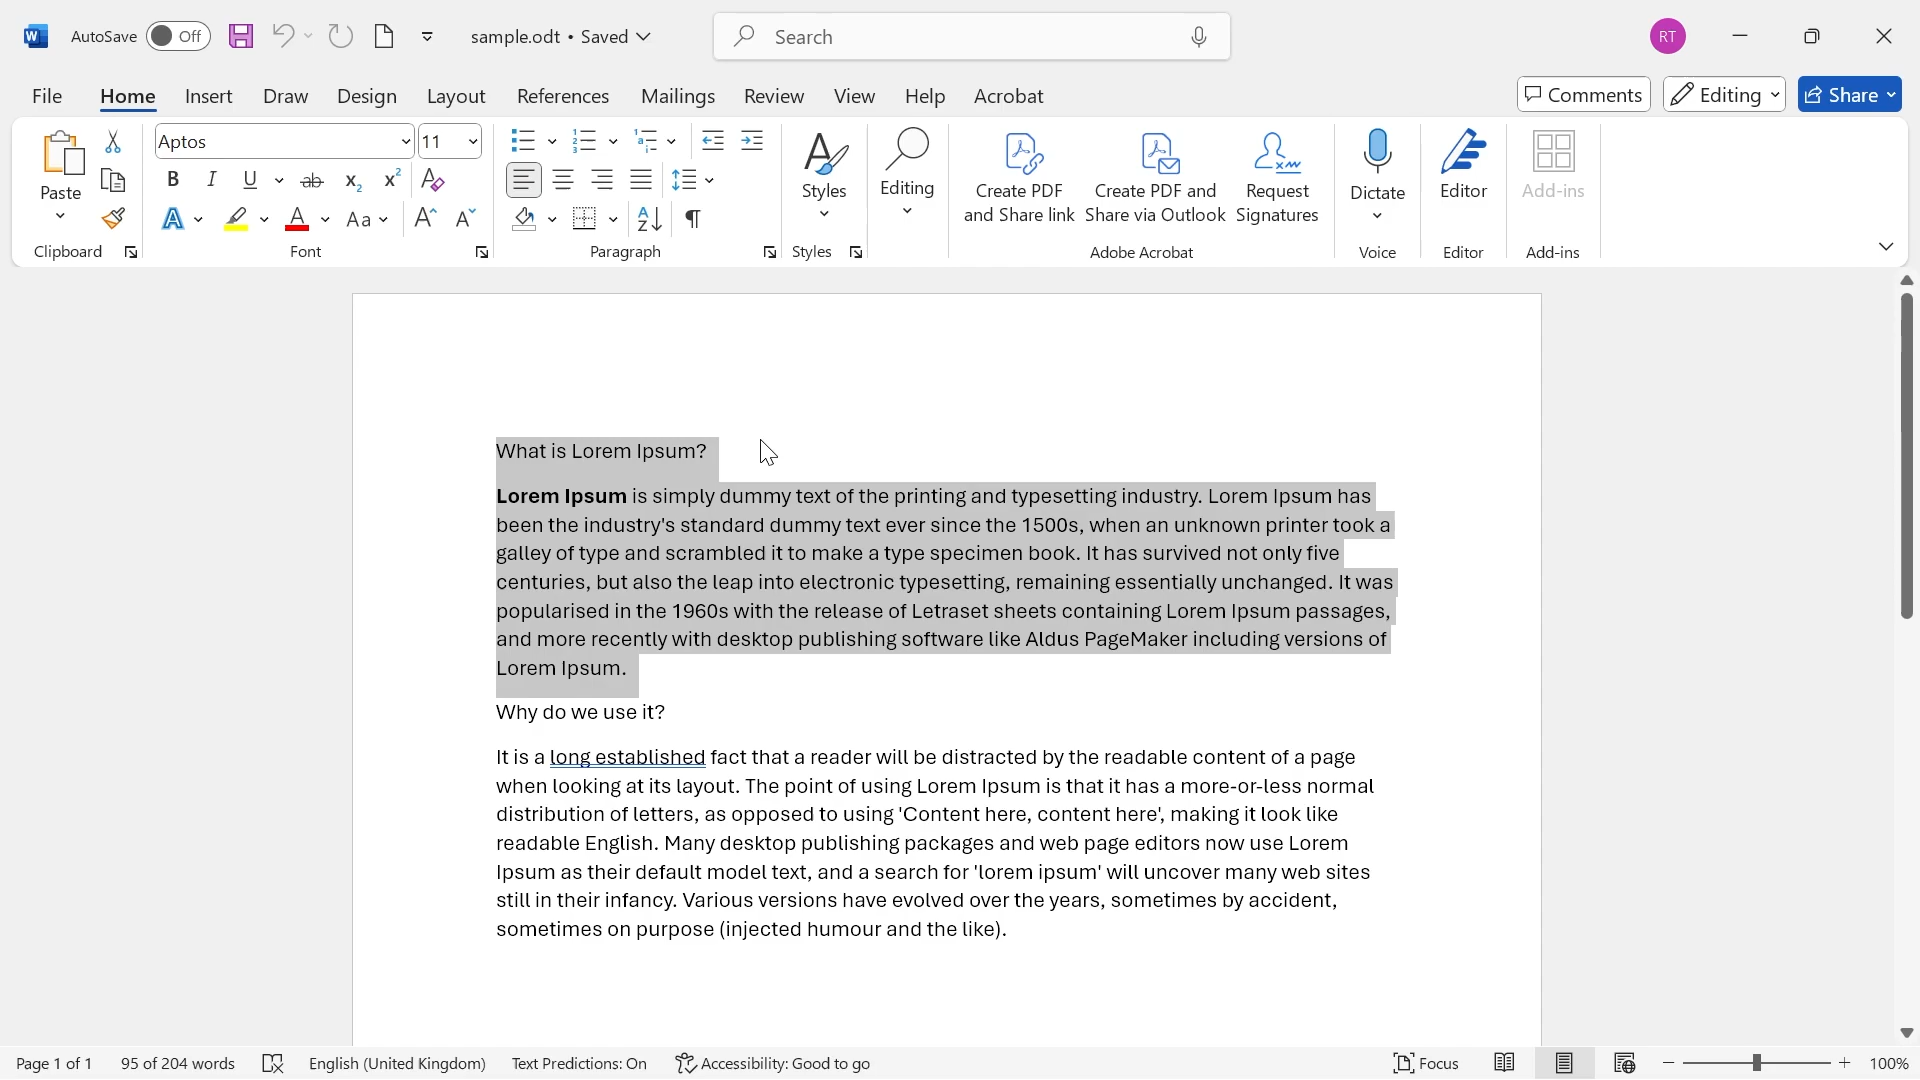 W AutoSave Off sample.odt • Saved Search RT
File Home Insert Draw Design Layout References Mailings Review View Help Acrobat Comments Editing Share
Paste
Clipboard
Aptos 11
B I U ab x2 x2 A
A A Aa A A
Font
A Z ¶
Paragraph
Styles
Styles
Editing
Create PDF
and Share link
Create PDF and
Share via Outlook
Request
Signatures
Adobe Acrobat
Dictate
Voice
Editor
Editor
Add-ins
Add-ins
What is Lorem Ipsum?
Lorem Ipsum is simply dummy text of the printing and typesetting industry. Lorem Ipsum has
been the industry's standard dummy text ever since the 1500s, when an unknown printer took a
galley of type and scrambled it to make a type specimen book. It has survived not only five
centuries, but also the leap into electronic typesetting, remaining essentially unchanged. It was
popularised in the 1960s with the release of Letraset sheets containing Lorem Ipsum passages,
and more recently with desktop publishing software like Aldus PageMaker including versions of
Lorem Ipsum.
Why do we use it?
It is a long established fact that a reader will be distracted by the readable content of a page
when looking at its layout. The point of using Lorem Ipsum is that it has a more-or-less normal
distribution of letters, as opposed to using 'Content here, content here', making it look like
readable English. Many desktop publishing packages and web page editors now use Lorem
Ipsum as their default model text, and a search for 'lorem ipsum' will uncover many web sites
still in their infancy. Various versions have evolved over the years, sometimes by accident,
sometimes on purpose (injected humour and the like).
Page 1 of 1 95 of 204 words English (United Kingdom) Text Predictions: On Accessibility: Good to go Focus 100%